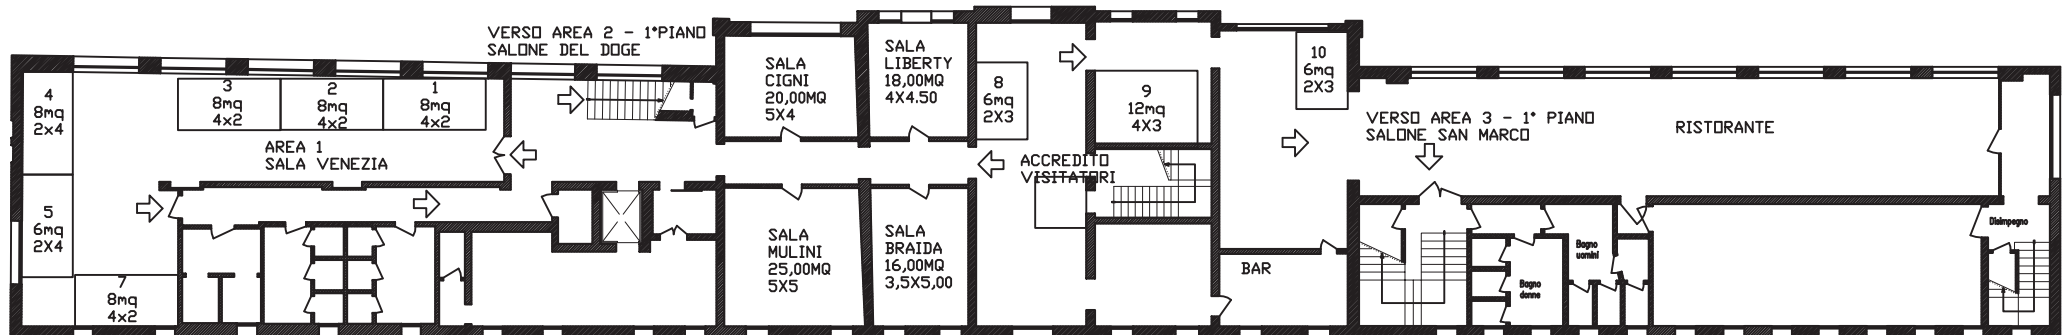 VERSO AREA 2 - 1°PIANO
SALONE DEL DOGE
4
8mq
2x4
3
8mq
4x2
2
8mq
4x2
1
8mq
4x2
AREA 1
SALA VENEZIA
5
6mq
2X4
7
8mq
4x2
SALA
CIGNI
20,00MQ
5X4
SALA
LIBERTY
18,00MQ
4X4.50
8
6mq
2X3
9
12mq
4X3
10
6mq
2X3
ACCREDITO
VISITATORI
SALA
MULINI
25,00MQ
5X5
SALA
BRAIDA
16,00MQ
3,5X5,00
BAR
VERSO AREA 3 - 1° PIANO
SALONE SAN MARCO
RISTORANTE
Bagno
uomini
Bagno
donne
Disimpegno